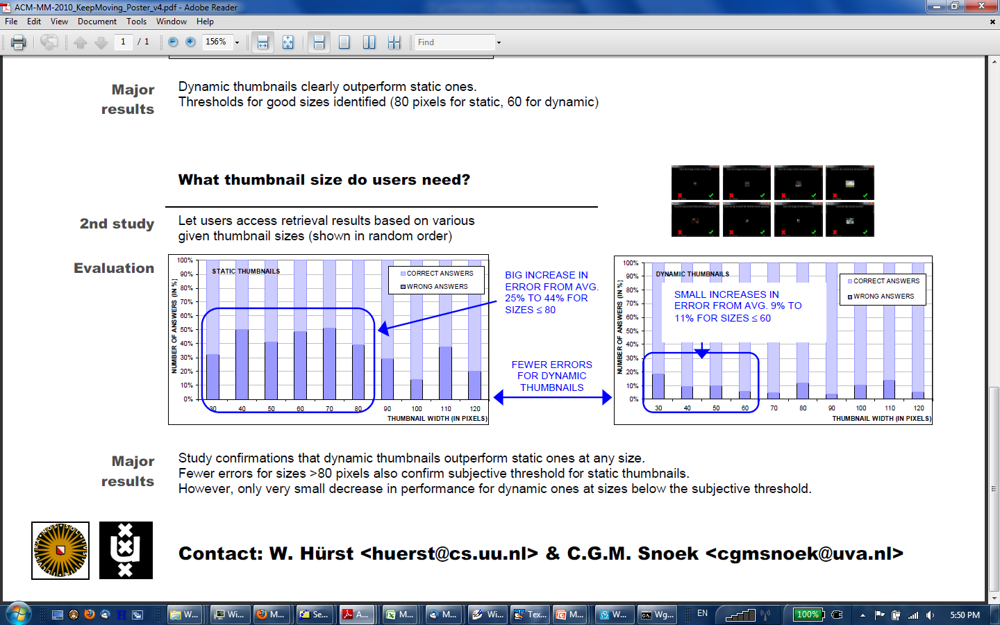 ACM-MM-2010_KeepMoving_Poster_v4.pdf - Adobe Reader
File Edit View Document Tools Window Help
1 / 1 156% Find
Major
results
Dynamic thumbnails clearly outperform static ones.
Thresholds for good sizes identified (80 pixels for static, 60 for dynamic)
What thumbnail size do users need?
2nd study
Let users access retrieval results based on various
given thumbnail sizes (shown in random order)
Evaluation
STATIC THUMBNAILS
CORRECT ANSWERS
WRONG ANSWERS
NUMBER OF ANSWERS (IN %)
100%
90%
80%
70%
60%
50%
40%
30%
20%
10%
0%
30 40 50 60 70 80 90 100 110 120
THUMBNAIL WIDTH (IN PIXELS)
BIG INCREASE IN
ERROR FROM AVG.
25% TO 44% FOR
SIZES ≤ 80
FEWER ERRORS
FOR DYNAMIC
THUMBNAILS
DYNAMIC THUMBNAILS
CORRECT ANSWERS
WRONG ANSWERS
SMALL INCREASES IN
ERROR FROM AVG. 9% TO
11% FOR SIZES ≤ 60
NUMBER OF ANSWERS (IN %)
100%
90%
80%
70%
60%
50%
40%
30%
20%
10%
0%
30 40 50 60 70 80 90 100 110 120
THUMBNAIL WIDTH (IN PIXELS)
Major
results
Study confirmations that dynamic thumbnails outperform static ones at any size.
Fewer errors for sizes >80 pixels also confirm subjective threshold for static thumbnails.
However, only very small decrease in performance for dynamic ones at sizes below the subjective threshold.
Contact: W. Hürst <huerst@cs.uu.nl> & C.G.M. Snoek <cgmsnoek@uva.nl>
W... Wi... M... Se... A... M... M... Wi... Tex... M... W... Wg... EN 100% 5:50 PM